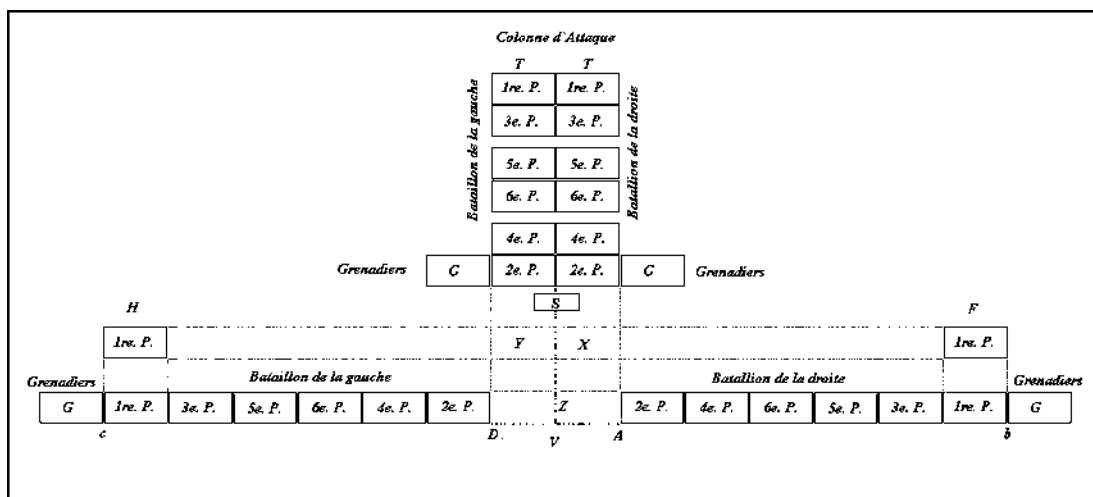 Colonne d'Attaque
T T
1re. P. 1re. P.
3e. P. 3e. P.
5e. P. 5e. P.
6e. P. 6e. P.
4e. P. 4e. P.
Bataillon de la gauche
Batallion de la droite
Grenadiers G 2e. P. 2e. P. G Grenadiers
S
H F
1re. P. Y X 1re. P.
Grenadiers Bataillon de la gauche Batallion de la droite Grenadiers
G 1re. P. 3e. P. 5e. P. 6e. P. 4e. P. 2e. P. Z 2e. P. 4e. P. 6e. P. 5e. P. 3e. P. 1re. P. G
c D V A b